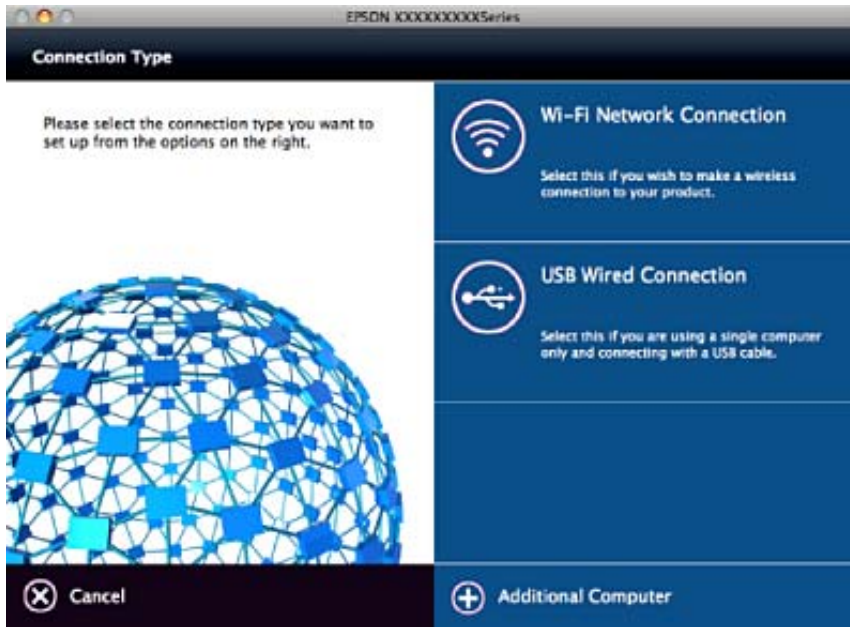 EPSON XXXXXXXXXSeries
Connection Type
Please select the connection type you want to
set up from the options on the right.
Wi-Fi Network Connection
Select this if you wish to make a wireless
connection to your product.
USB Wired Connection
Select this if you are using a single computer
only and connecting with a USB cable.
Cancel
Additional Computer